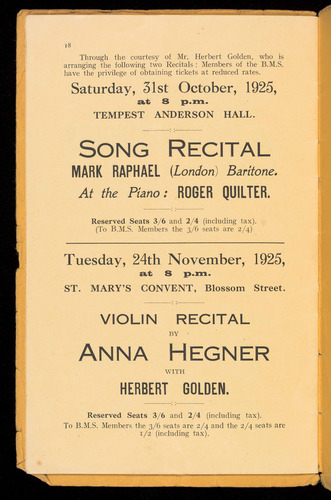 18
Through the courtesy of Mr. Herbert Golden, who is
arranging the following two Recitals: Members of the B.M.S.
have the privilege of obtaining tickets at reduced rates.
Saturday, 31st October, 1925,
at 8 p.m.
TEMPEST ANDERSON HALL.
SONG RECITAL
MARK RAPHAEL (London) Baritone.
At the Piano: ROGER QUILTER.
Reserved Seats 3/6 and 2/4 (including tax).
(To B.M.S. Members the 3/6 seats are 2/4)
Tuesday, 24th November, 1925,
at 8 p.m.
ST. MARY'S CONVENT, Blossom Street.
VIOLIN RECITAL
BY
ANNA HEGNER
WITH
HERBERT GOLDEN.
Reserved Seats 3/6 and 2/4 (including tax).
To B.M.S. Members the 3/6 seats are 2/4 and the 2/4 seats are
1/2 (including tax).